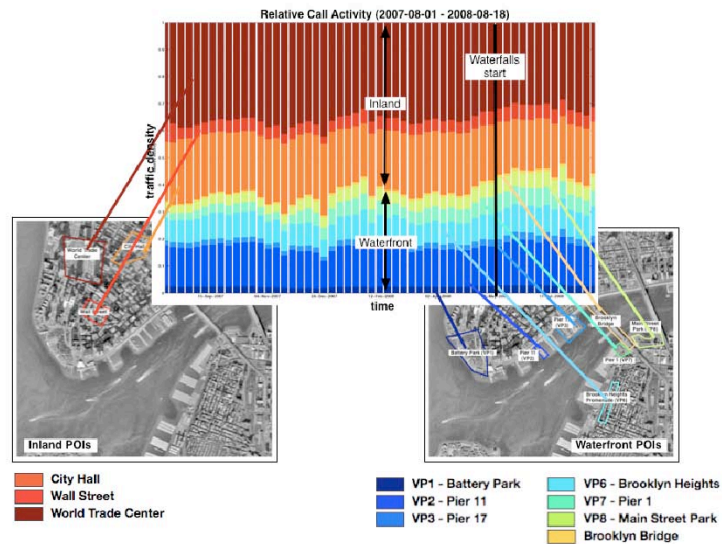 Relative Call Activity (2007-08-01 - 2008-08-18)
Waterfalls
start
Inland
traffic density
Waterfront
time
World Trade
Center
Wall Street
Inland POIs
Battery Park (VP1)
Pier 11
(VP2)
Pier 17
(VP3)
Brooklyn
Bridge
Main Street
Park (VP8)
Pier 1 (VP7)
Brooklyn Heights
Promenade (VP6)
Waterfront POIs
City Hall
Wall Street
World Trade Center
VP1 - Battery Park
VP2 - Pier 11
VP3 - Pier 17
VP6 - Brooklyn Heights
VP7 - Pier 1
VP8 - Main Street Park
Brooklyn Bridge